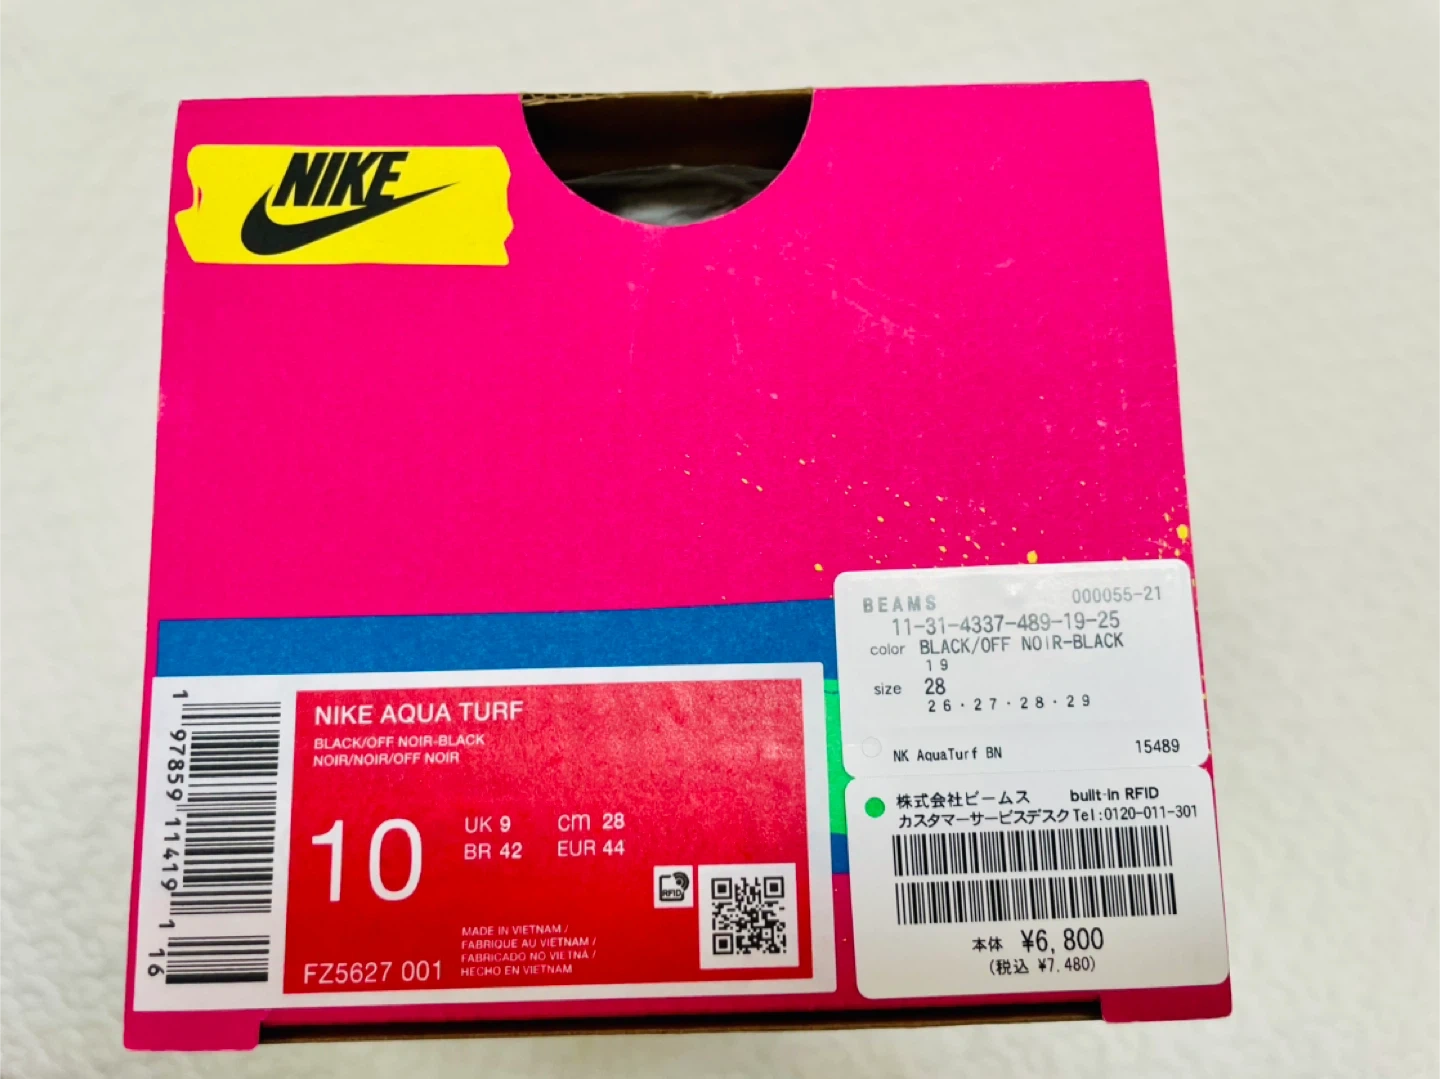 NIKE
BEAMS 000055-21
11-31-4337-489-19-25
color BLACK/OFF NOIR-BLACK
19
size 28
26・27・28・29
NK AquaTurf BN 15489
株式会社ビームス built-in RFID
カスタマーサービスデスク Tel:0120-011-301
本体 ¥6,800
(税込 ¥7,480)
1 97859 11419 1 16
NIKE AQUA TURF
BLACK/OFF NOIR-BLACK
NOIR/NOIR/OFF NOIR
10
UK 9 cm 28
BR 42 EUR 44
RFID
MADE IN VIETNAM /
FABRIQUE AU VIETNAM /
FABRICADO NO VIETNÃ /
HECHO EN VIETNAM
FZ5627 001